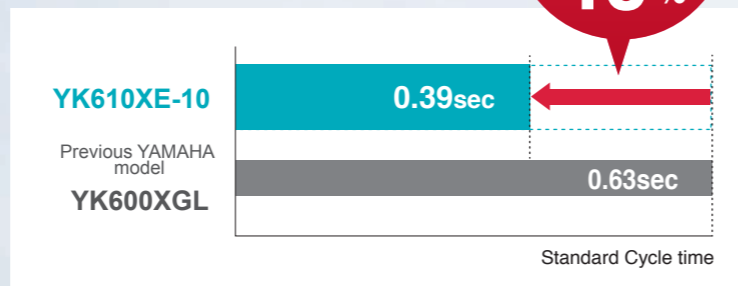 %
YK610XE-10
0.39sec
Previous YAMAHA
model
YK600XGL
0.63sec
Standard Cycle time